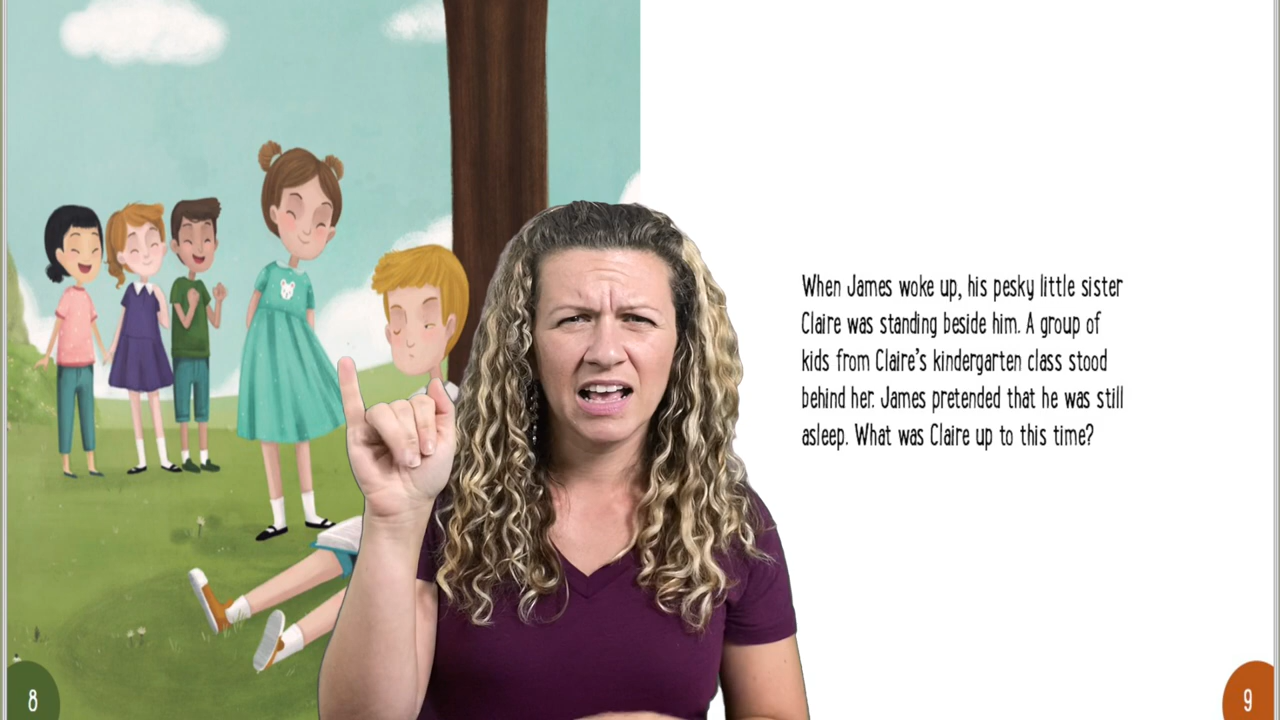 When James woke up, his pesky little sister
Claire was standing beside him. A group of
kids from Claire's kindergarten class stood
behind her. James pretended that he was still
asleep. What was Claire up to this time?
8
9